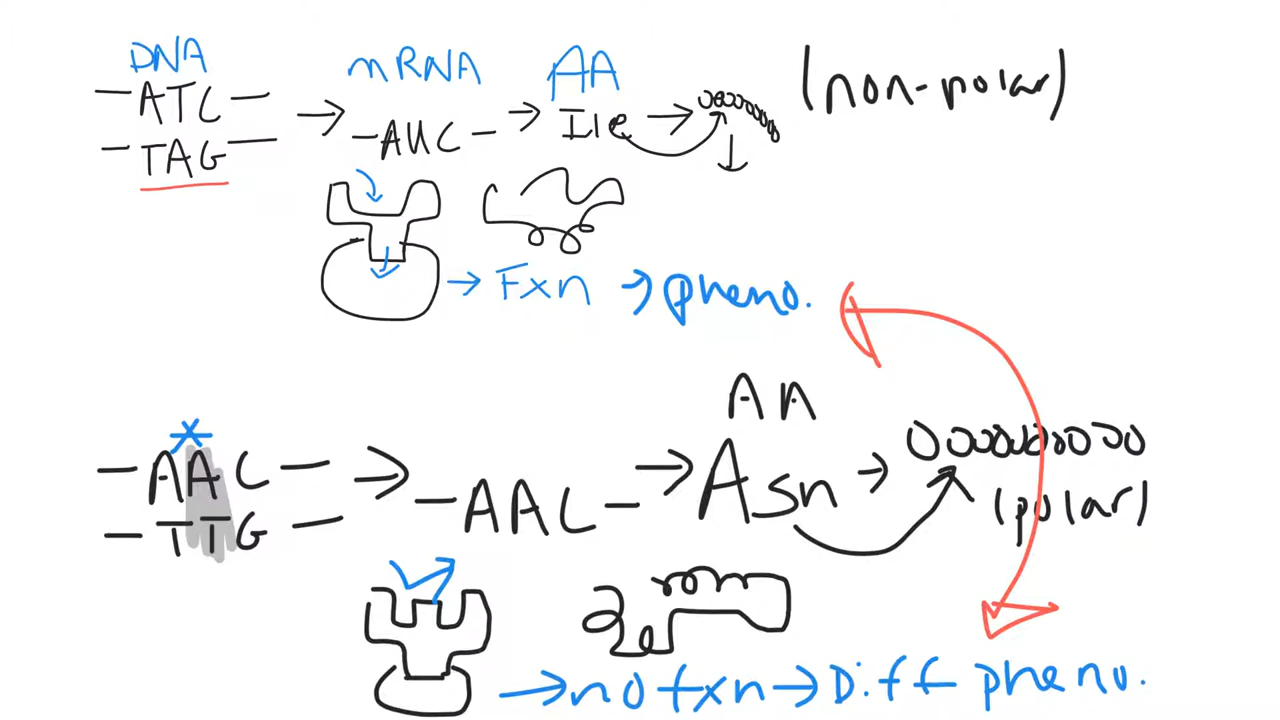 DNA mRNA AA
-ATC- → -AUC- → Ile → (non-polar)
-TAG-
→ Fxn → pheno.
AA
*
-AAC- → -AAC- → Asn →
-TTG- (polar)
→ no fxn → Diff pheno.